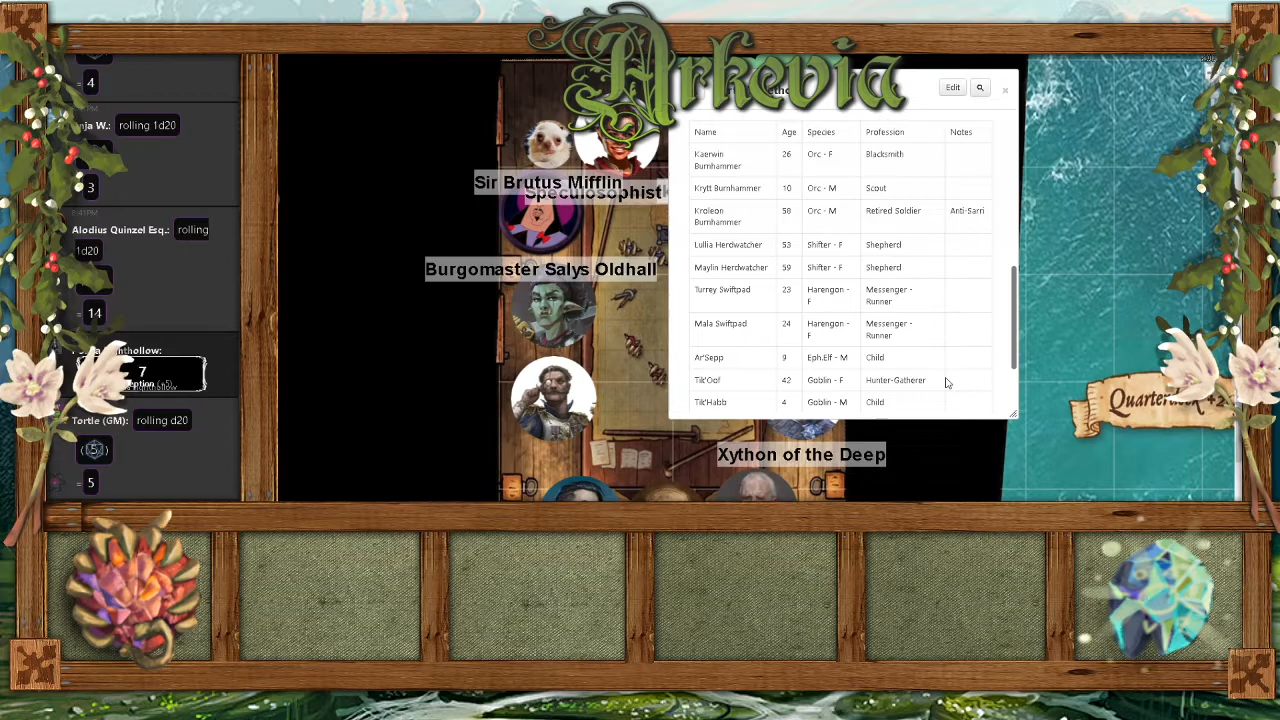 Arkevia
= 4
nja W.: rolling 1d20
3
8:41PM
Alodius Quinzel Esq.: rolling
1d20
= 14
7
Tortle (GM): rolling d20
(5)
= 5
Sir Brutus Mifflin
Speculosophist
Burgomaster Salys Oldhall
Xython of the Deep
Edit
Name Age Species Profession Notes
Kaerwin 26 Orc - F Blacksmith
Burnhammer
Krytt Burnhammer 10 Orc - M Scout
Kroleon 58 Orc - M Retired Soldier Anti-Sarri
Burnhammer
Lullia Herdwatcher 53 Shifter - F Shepherd
Maylin Herdwatcher 59 Shifter - F Shepherd
Turrey Swiftpad 23 Harengon - Messenger -
F Runner
Mala Swiftpad 24 Harengon - Messenger -
F Runner
Ar'Sepp 9 Eph.Elf - M Child
Tik'Oof 42 Goblin - F Hunter-Gatherer
Tik'Habb 4 Goblin - M Child